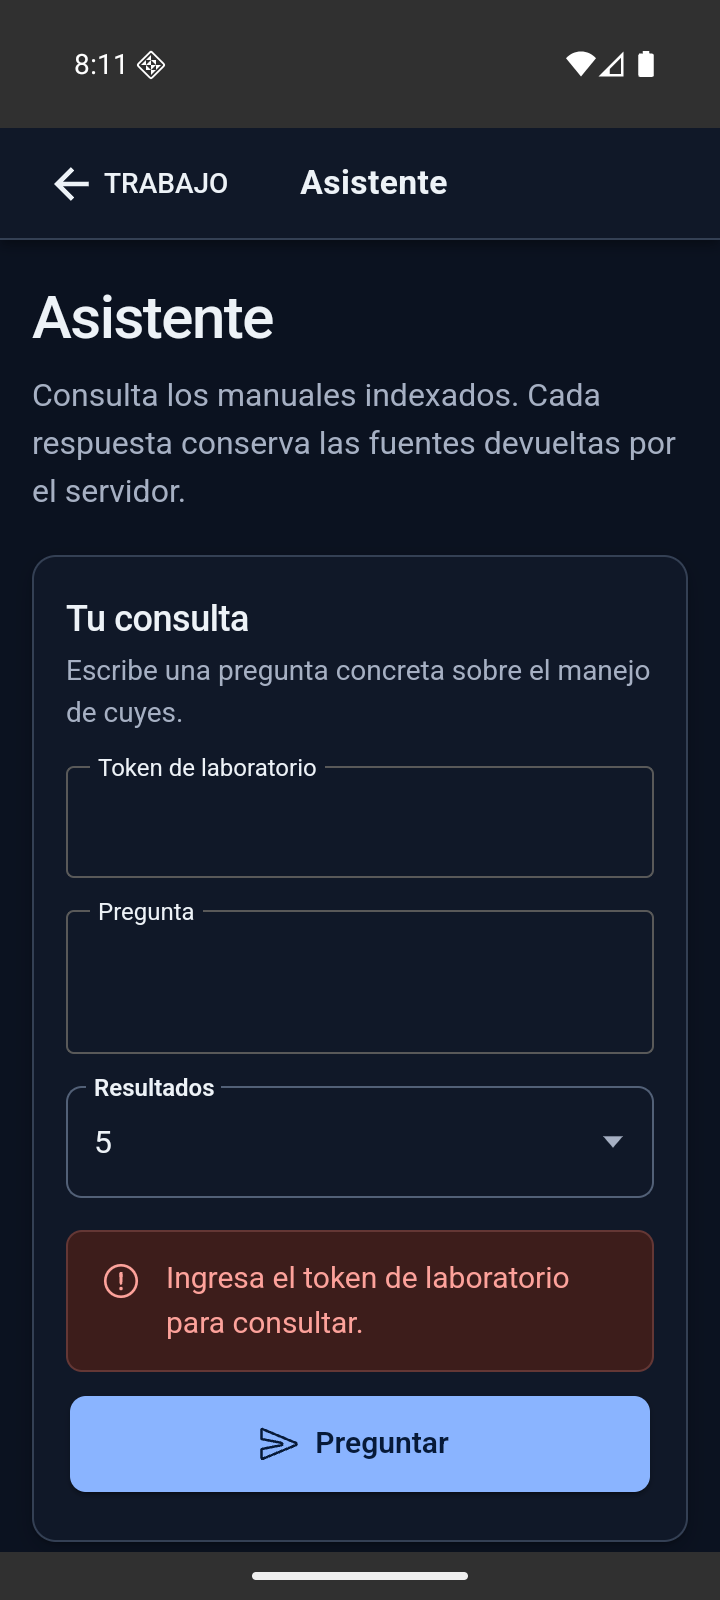 8:11
TRABAJO
Asistente
Asistente
Consulta los manuales indexados. Cada
respuesta conserva las fuentes devueltas por
el servidor.
Tu consulta
Escribe una pregunta concreta sobre el manejo
de cuyes.
Token de laboratorio
Pregunta
Resultados
5
Ingresa el token de laboratorio
para consultar.
Preguntar